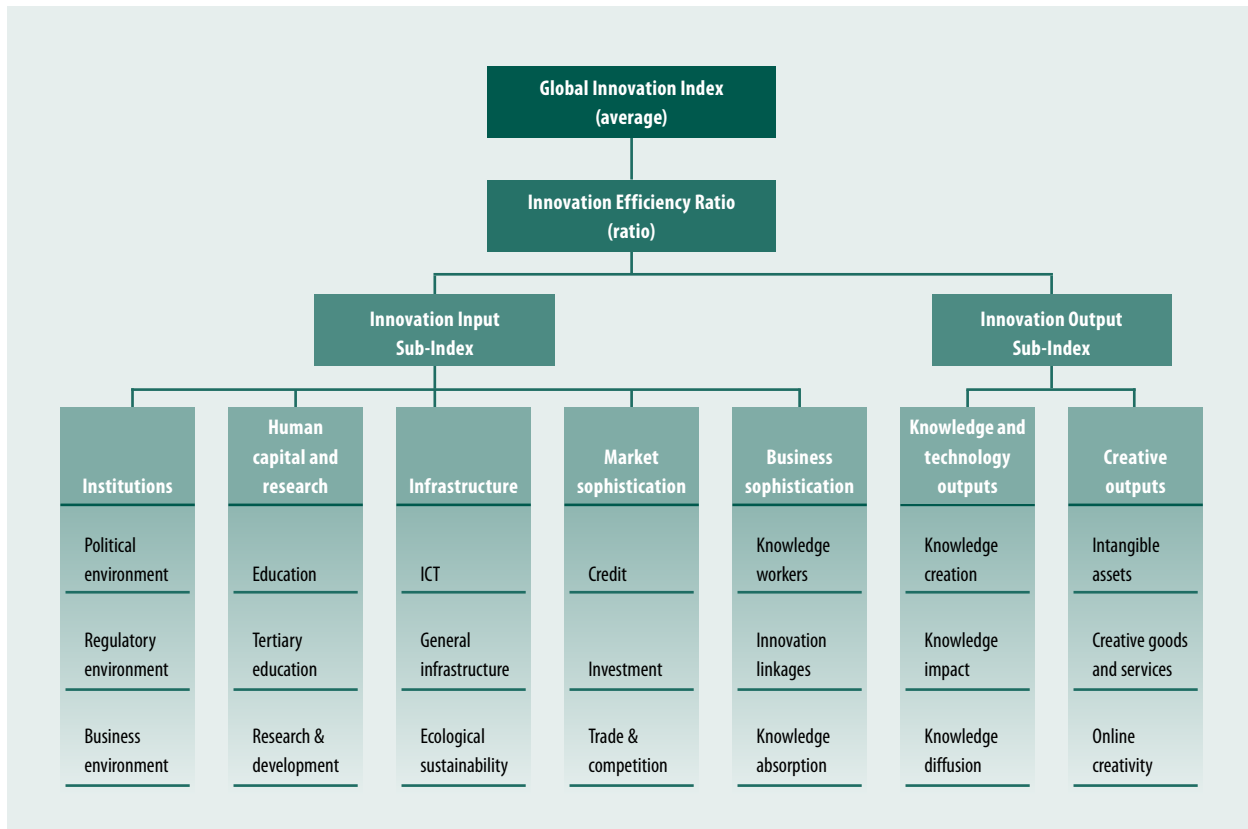 Global Innovation Index
(average)
Innovation Efficiency Ratio
(ratio)
Innovation Input
Sub-Index
Innovation Output
Sub-Index
Institutions
Human
capital and
research
Infrastructure
Market
sophistication
Business
sophistication
Knowledge and
technology
outputs
Creative
outputs
Political
environment
Education
ICT
Credit
Knowledge
workers
Knowledge
creation
Intangible
assets
Regulatory
environment
Tertiary
education
General
infrastructure
Investment
Innovation
linkages
Knowledge
impact
Creative goods
and services
Business
environment
Research &
development
Ecological
sustainability
Trade &
competition
Knowledge
absorption
Knowledge
diffusion
Online
creativity